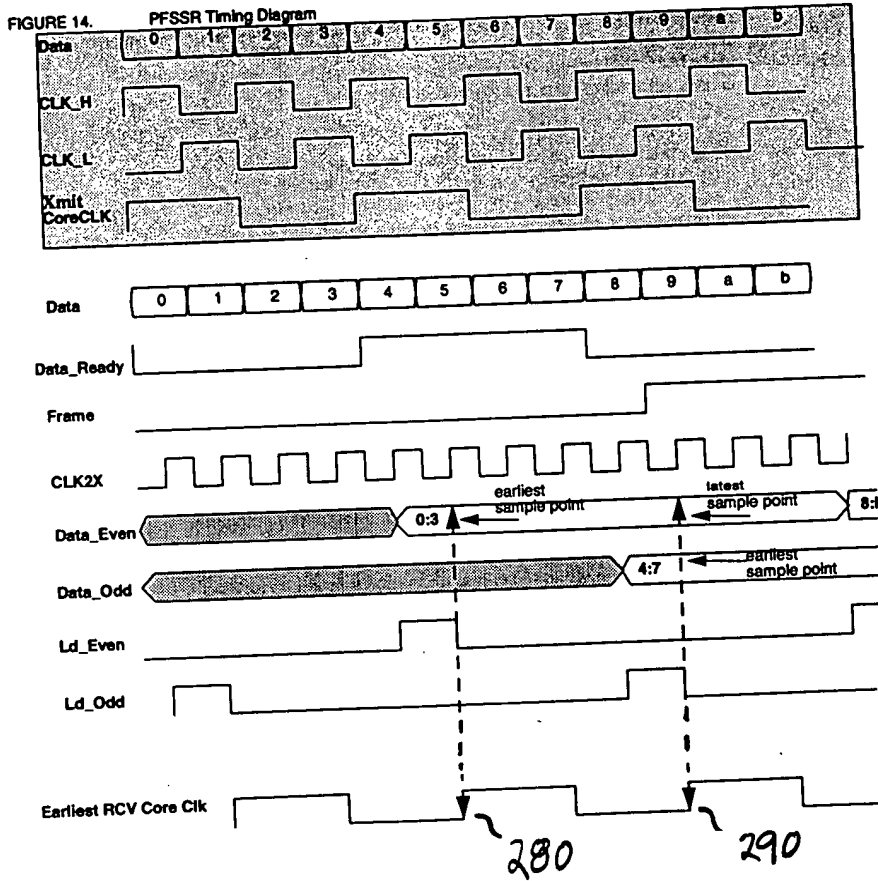 FIGURE 14. PFSSR Timing Diagram
Data 0 1 2 3 4 5 6 7 8 9 a b
CLK_H
CLK_L
Xmit
CoreCLK
Data 0 1 2 3 4 5 6 7 8 9 a b
Data_Ready
Frame
CLK2X
earliest
sample point
latest
sample point
Data_Even 0:3
Data_Odd 4:7
earliest
sample point
Ld_Even
Ld_Odd
Earliest RCV Core Clk
280 290